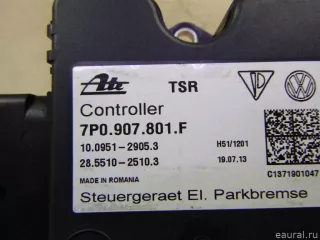 Ate TSR
Controller
7P0.907.801.F
10.0951-2905.3 H51/1201
28.5510-2510.3 19.07.13
MADE IN ROMANIA C1371901047
Steuergeraet El. Parkbremse
eaural.ru